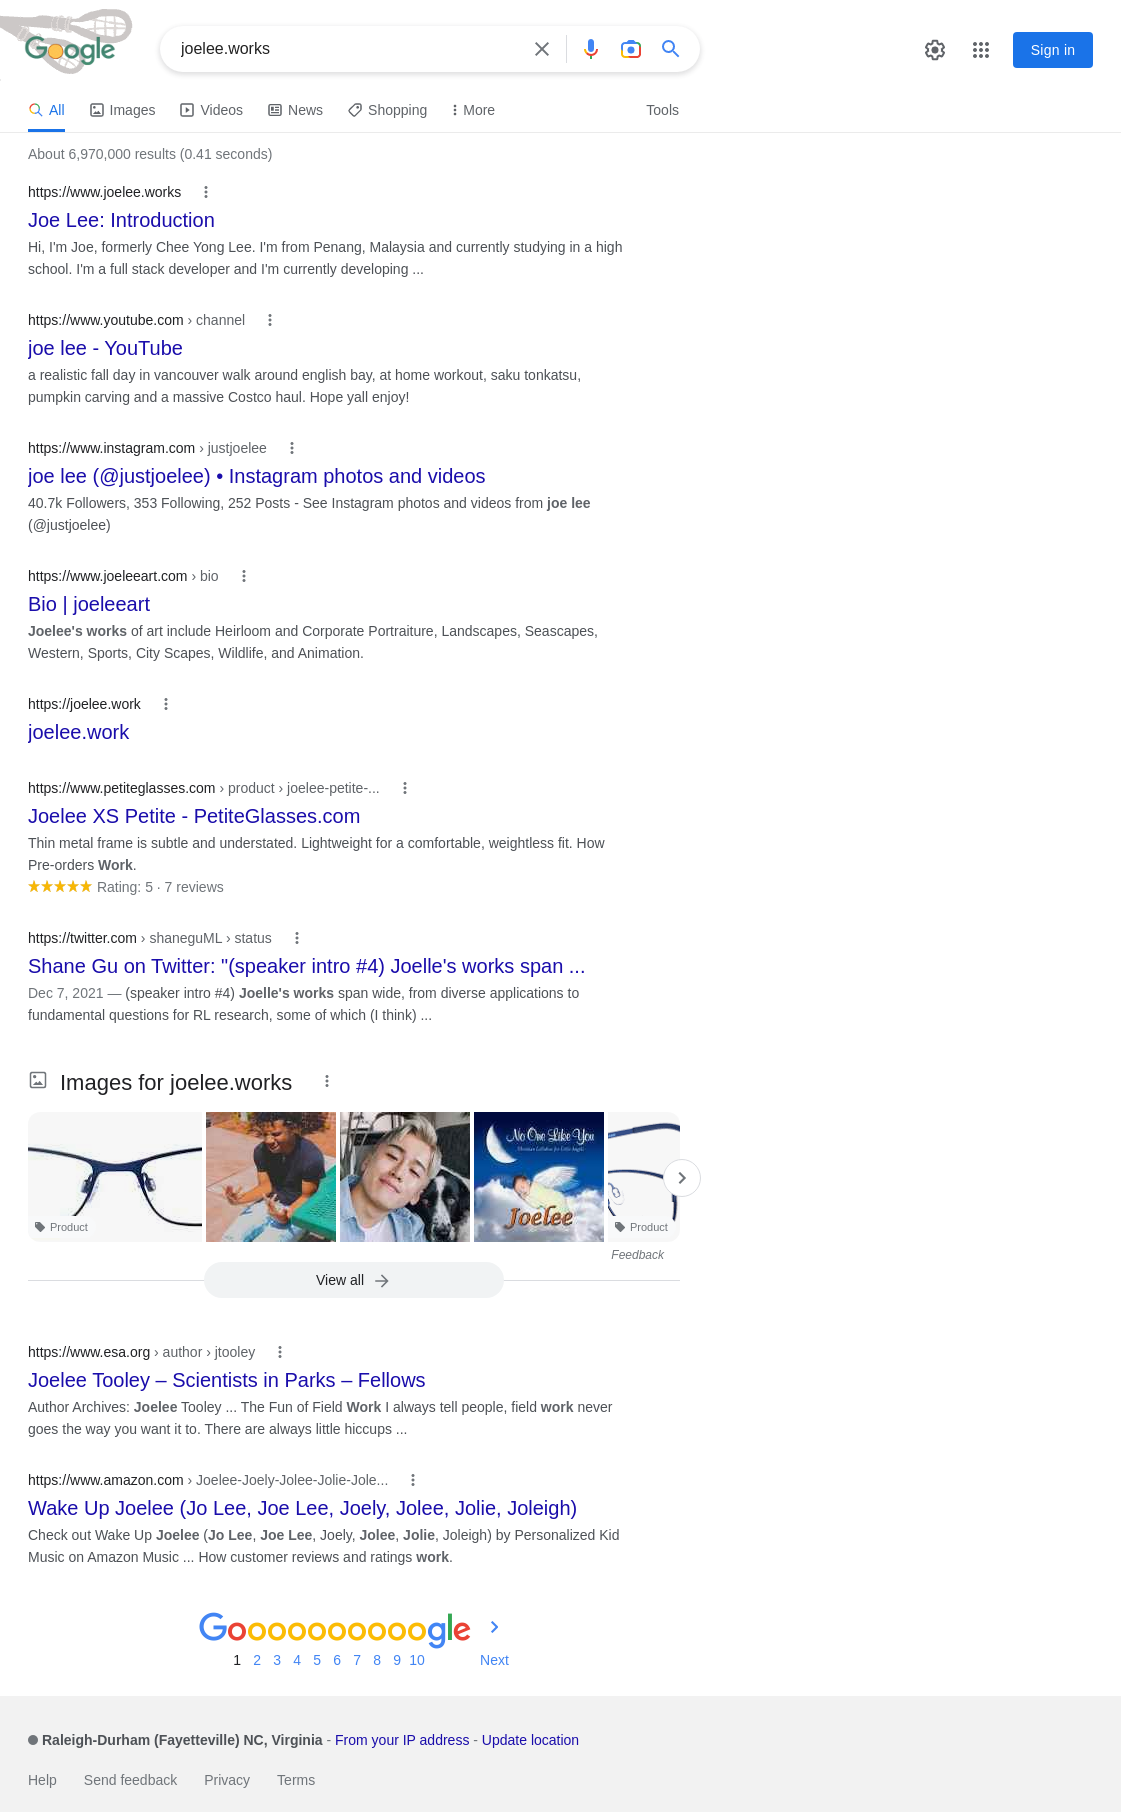 Google
joelee.works
Sign in
All Images Videos News Shopping More Tools
About 6,970,000 results (0.41 seconds)
https://www.joelee.works
Joe Lee: Introduction
Hi, I'm Joe, formerly Chee Yong Lee. I'm from Penang, Malaysia and currently studying in a high
school. I'm a full stack developer and I'm currently developing ...
https://www.youtube.com › channel
joe lee - YouTube
a realistic fall day in vancouver walk around english bay, at home workout, saku tonkatsu,
pumpkin carving and a massive Costco haul. Hope yall enjoy!
https://www.instagram.com › justjoelee
joe lee (@justjoelee) • Instagram photos and videos
40.7k Followers, 353 Following, 252 Posts - See Instagram photos and videos from joe lee
(@justjoelee)
https://www.joeleeart.com › bio
Bio | joeleeart
Joelee's works of art include Heirloom and Corporate Portraiture, Landscapes, Seascapes,
Western, Sports, City Scapes, Wildlife, and Animation.
https://joelee.work
joelee.work
https://www.petiteglasses.com › product › joelee-petite-...
Joelee XS Petite - PetiteGlasses.com
Thin metal frame is subtle and understated. Lightweight for a comfortable, weightless fit. How
Pre-orders Work.
Rating: 5 · 7 reviews
https://twitter.com › shaneguML › status
Shane Gu on Twitter: "(speaker intro #4) Joelle's works span ...
Dec 7, 2021 — (speaker intro #4) Joelle's works span wide, from diverse applications to
fundamental questions for RL research, some of which (I think) ...
Images for joelee.works
No One Like You
Joelee
Product
Product
Feedback
View all
https://www.esa.org › author › jtooley
Joelee Tooley – Scientists in Parks – Fellows
Author Archives: Joelee Tooley ... The Fun of Field Work I always tell people, field work never
goes the way you want it to. There are always little hiccups ...
https://www.amazon.com › Joelee-Joely-Jolee-Jolie-Jole...
Wake Up Joelee (Jo Lee, Joe Lee, Joely, Jolee, Jolie, Joleigh)
Check out Wake Up Joelee (Jo Lee, Joe Lee, Joely, Jolee, Jolie, Joleigh) by Personalized Kid
Music on Amazon Music ... How customer reviews and ratings work.
Goooooooooogle
1 2 3 4 5 6 7 8 9 10 Next
Raleigh-Durham (Fayetteville) NC, Virginia - From your IP address - Update location
Help Send feedback Privacy Terms